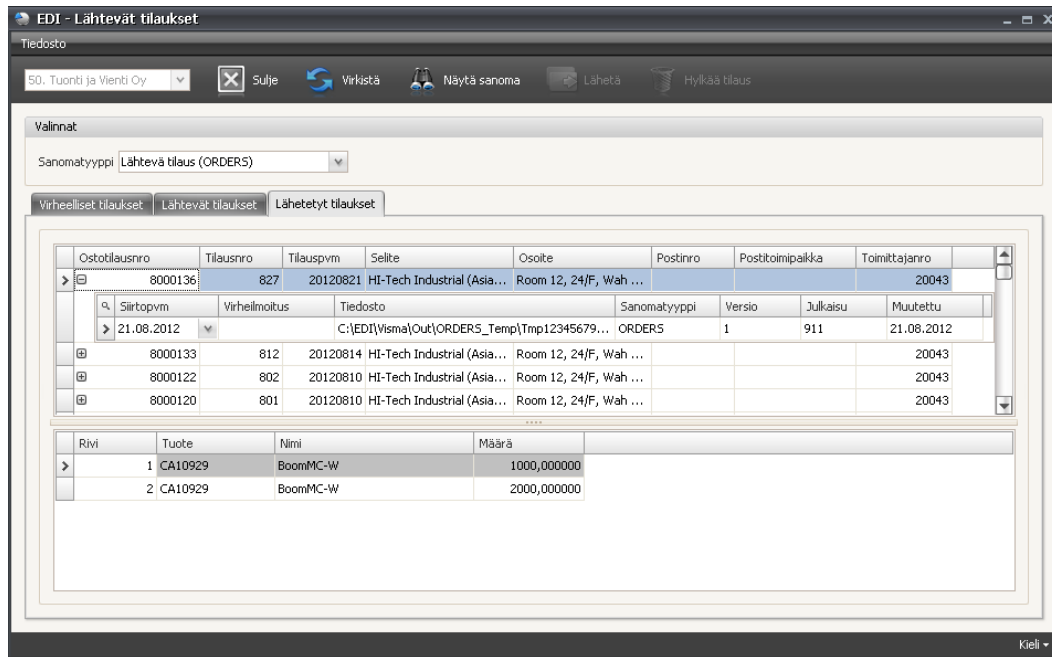 EDI - Lähtevät tilaukset
Tiedosto
50. Tuonti ja Vienti Oy Sulje Virkistä Näytä sanoma Lähetä Hylkää tilaus
Valinnat
Sanomatyyppi Lähtevä tilaus (ORDERS)
Virheelliset tilaukset Lähtevät tilaukset Lähetetyt tilaukset
Ostotilausnro Tilausnro Tilauspvm Selite Osoite Postinro Postitoimipaikka Toimittajanro
8000136 827 20120821 HI-Tech Industrial (Asia... Room 12, 24/F, Wah ... 20043
Siirtopvm Virheilmoitus Tiedosto Sanomatyyppi Versio Julkaisu Muutettu
21.08.2012 C:\EDI\Visma\Out\ORDERS_Temp\Tmp12345679... ORDERS 1 911 21.08.2012
8000133 812 20120814 HI-Tech Industrial (Asia... Room 12, 24/F, Wah ... 20043
8000122 802 20120810 HI-Tech Industrial (Asia... Room 12, 24/F, Wah ... 20043
8000120 801 20120810 HI-Tech Industrial (Asia... Room 12, 24/F, Wah ... 20043
Rivi Tuote Nimi Määrä
1 CA10929 BoomMC-W 1000,000000
2 CA10929 BoomMC-W 2000,000000
Kieli